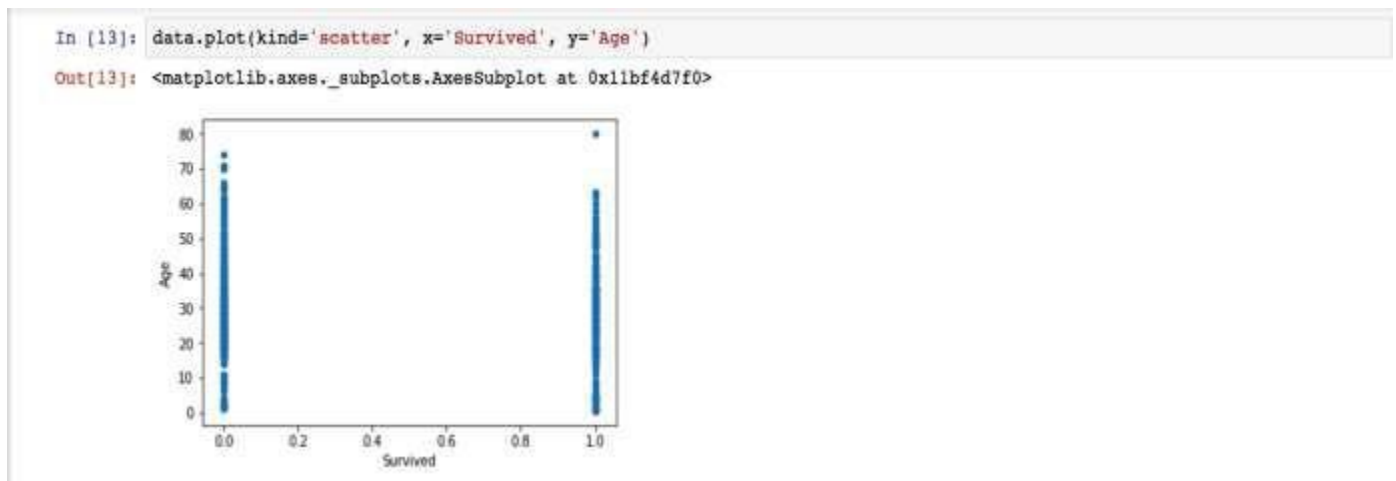 In [13]: data.plot(kind='scatter', x='Survived', y='Age')
Out[13]: <matplotlib.axes._subplots.AxesSubplot at 0x11bf4d7f0>
80
70
60
50
40
30
20
10
0
Age
0.0 0.2 0.4 0.6 0.8 1.0
Survived